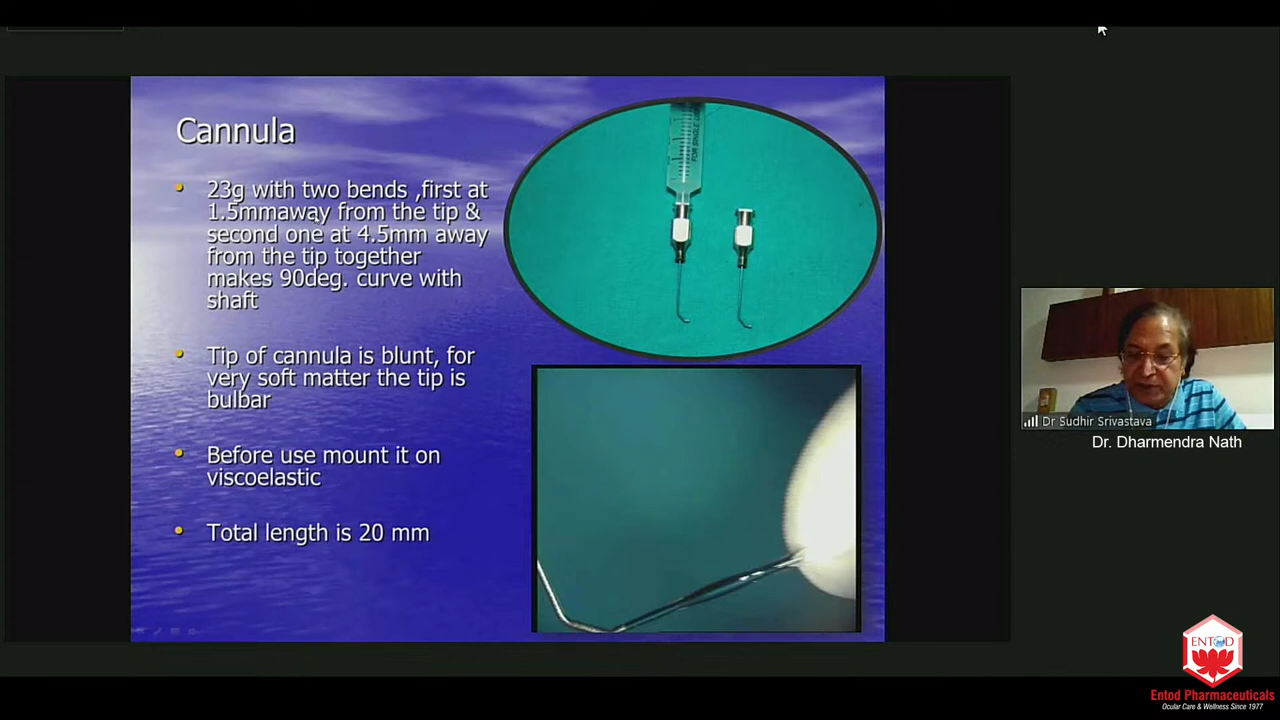 Cannula
23g with two bends ,first at
1.5mmaway from the tip &
second one at 4.5mm away
from the tip together
makes 90deg. curve with
shaft
Tip of cannula is blunt, for
very soft matter the tip is
bulbar
Before use mount it on
viscoelastic
Total length is 20 mm
FOR SINGLE USE
Dr Sudhir Srivastava
Dr. Dharmendra Nath
ENTOD
Entod Pharmaceuticals
Ocular Care & Wellness Since 1977